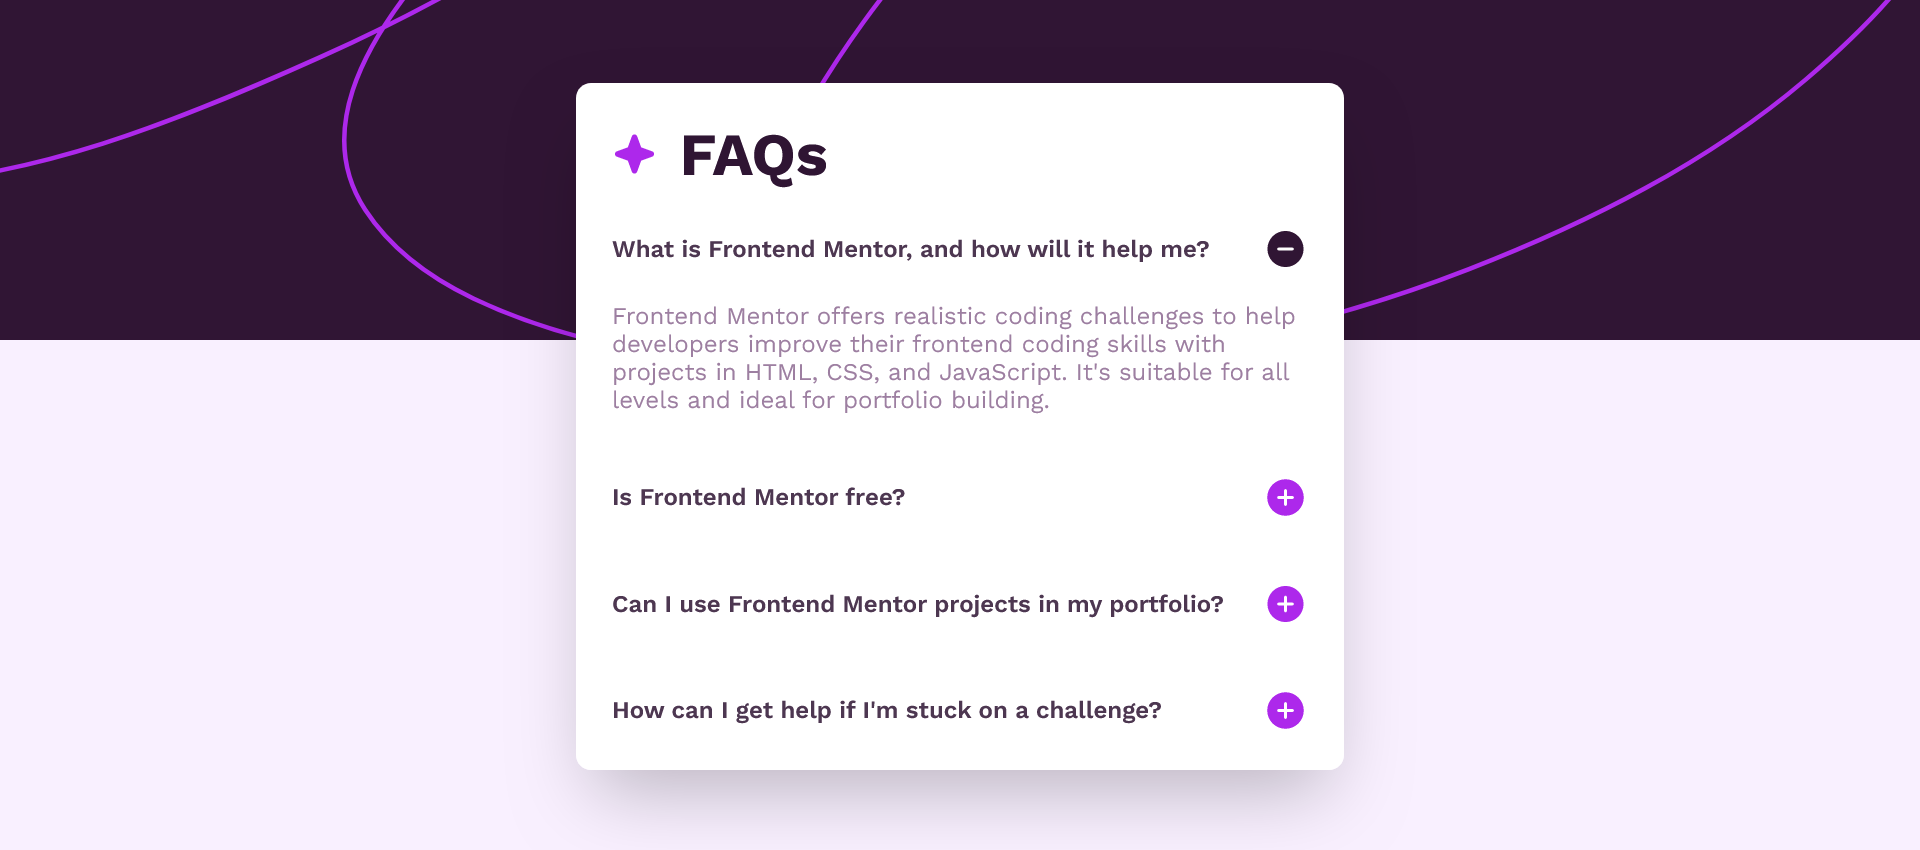 FAQs
What is Frontend Mentor, and how will it help me?
Frontend Mentor offers realistic coding challenges to help
developers improve their frontend coding skills with
projects in HTML, CSS, and JavaScript. It's suitable for all
levels and ideal for portfolio building.
Is Frontend Mentor free?
Can I use Frontend Mentor projects in my portfolio?
How can I get help if I'm stuck on a challenge?